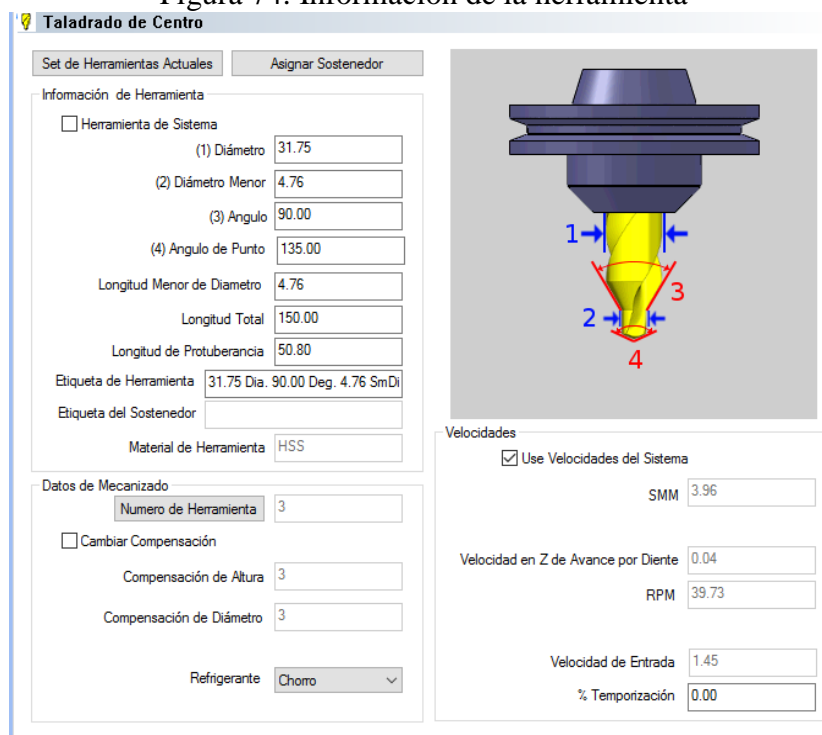 Figura 74. Información de la herramienta
Taladrado de Centro
Set de Herramientas Actuales
Asignar Sostenedor
Información de Herramienta
Herramienta de Sistema
(1) Diámetro 31.75
(2) Diámetro Menor 4.76
(3) Angulo 90.00
(4) Angulo de Punto 135.00
Longitud Menor de Diametro 4.76
Longitud Total 150.00
Longitud de Protuberancia 50.80
Etiqueta de Herramienta 31.75 Dia. 90.00 Deg. 4.76 SmDi
Etiqueta del Sostenedor
Material de Herramienta HSS
Datos de Mecanizado
Numero de Herramienta 3
Cambiar Compensación
Compensación de Altura 3
Compensación de Diámetro 3
Refrigerante Chorro
1
3
2
4
Velocidades
Use Velocidades del Sistema
SMM 3.96
Velocidad en Z de Avance por Diente 0.04
RPM 39.73
Velocidad de Entrada 1.45
% Temporización 0.00